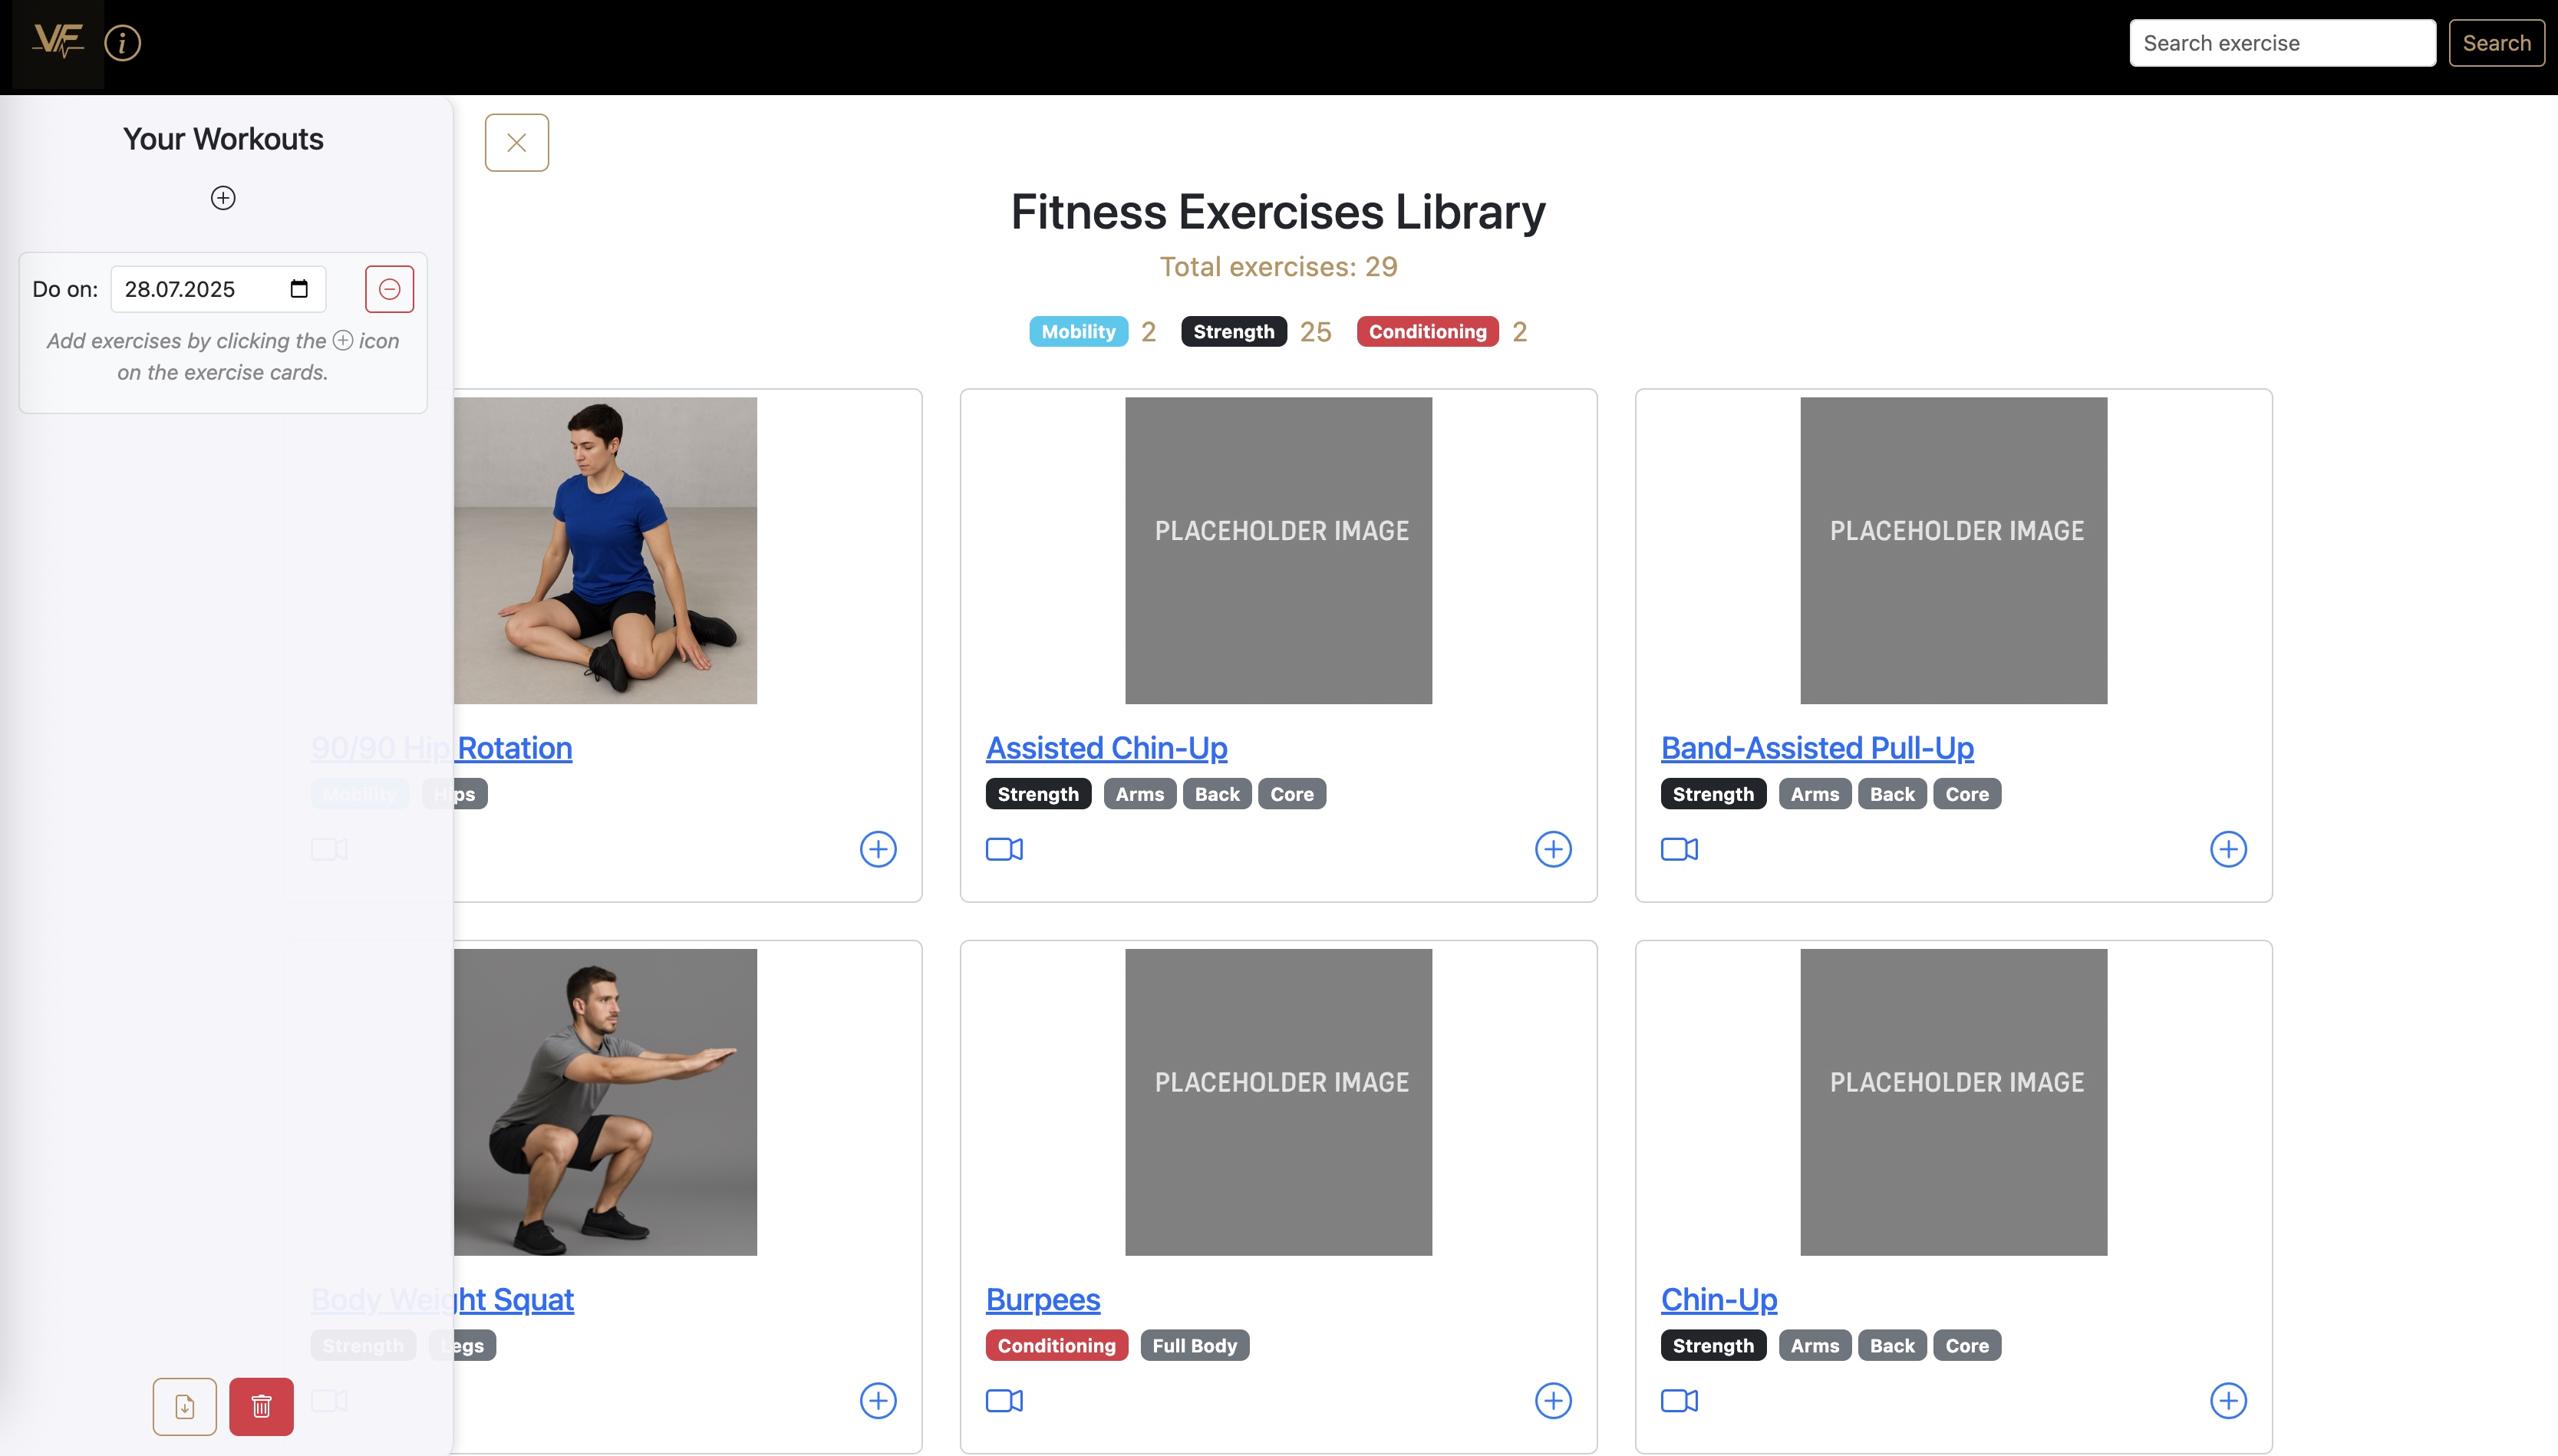 VF
Search exercise
Search
Your Workouts
Do on: 28.07.2025
Add exercises by clicking the icon
on the exercise cards.
Fitness Exercises Library
Total exercises: 29
Mobility 2 Strength 25 Conditioning 2
PLACEHOLDER IMAGE
PLACEHOLDER IMAGE
90/90 Hip Rotation
Mobility Hips
Assisted Chin-Up
Strength Arms Back Core
Band-Assisted Pull-Up
Strength Arms Back Core
PLACEHOLDER IMAGE
PLACEHOLDER IMAGE
Body Weight Squat
Strength Legs
Burpees
Conditioning Full Body
Chin-Up
Strength Arms Back Core